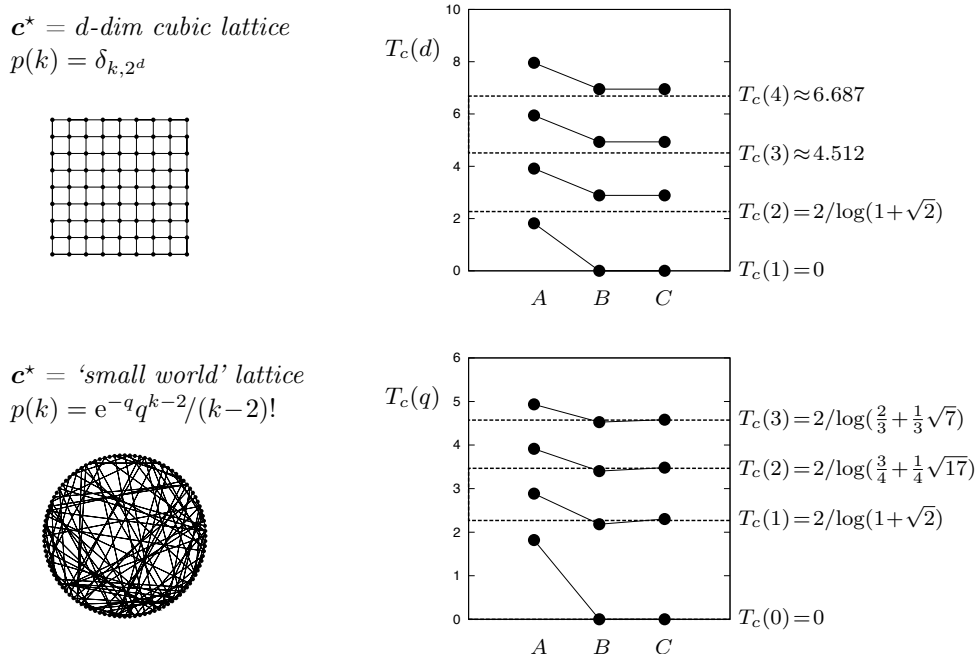 c⋆ = d-dim cubic lattice
p(k) = δ_{k,2^d}
T_c(d)
10
8
6
4
2
0
A B C
T_c(4)≈6.687
T_c(3)≈4.512
T_c(2)=2/log(1+√2)
T_c(1)=0
c⋆ = ‘small world’ lattice
p(k) = e^{−q}q^{k−2}/(k−2)!
T_c(q)
6
5
4
3
2
1
0
A B C
T_c(3)=2/log(2/3+1/3√7)
T_c(2)=2/log(3/4+1/4√17)
T_c(1)=2/log(1+√2)
T_c(0)=0